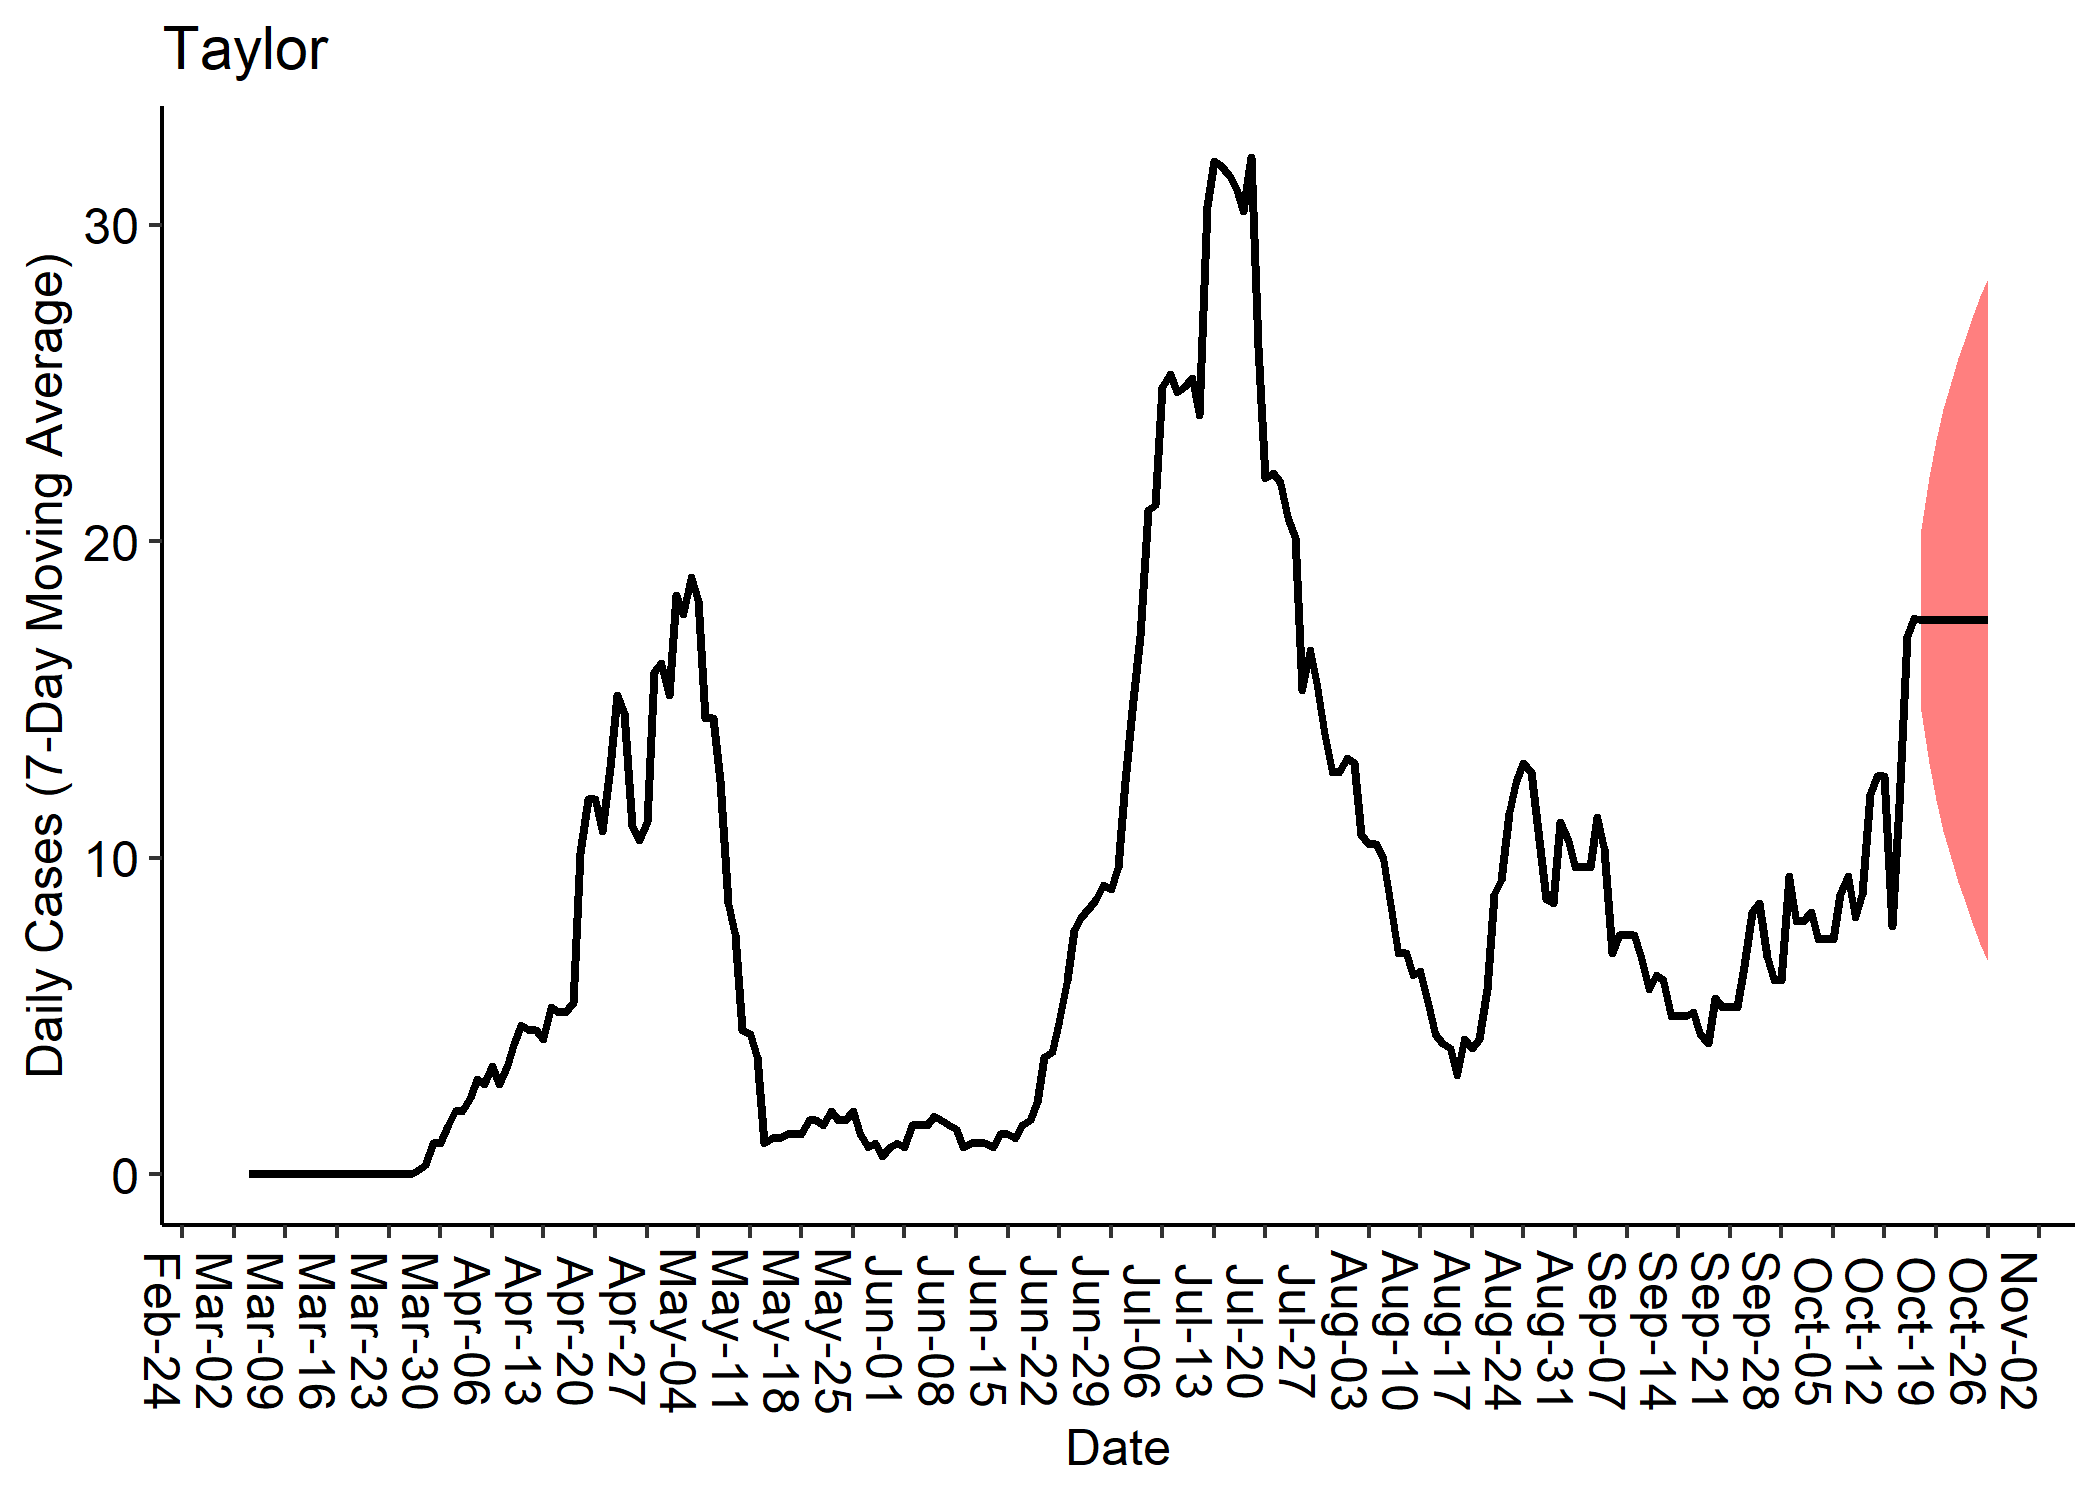 Taylor
Daily Cases (7-Day Moving Average)
30
20
10
0
Feb-24
Mar-02
Mar-09
Mar-16
Mar-23
Mar-30
Apr-06
Apr-13
Apr-20
Apr-27
May-04
May-11
May-18
May-25
Jun-01
Jun-08
Jun-15
Jun-22
Jun-29
Jul-06
Jul-13
Jul-20
Jul-27
Aug-03
Aug-10
Aug-17
Aug-24
Aug-31
Sep-07
Sep-14
Sep-21
Sep-28
Oct-05
Oct-12
Oct-19
Oct-26
Nov-02
Date